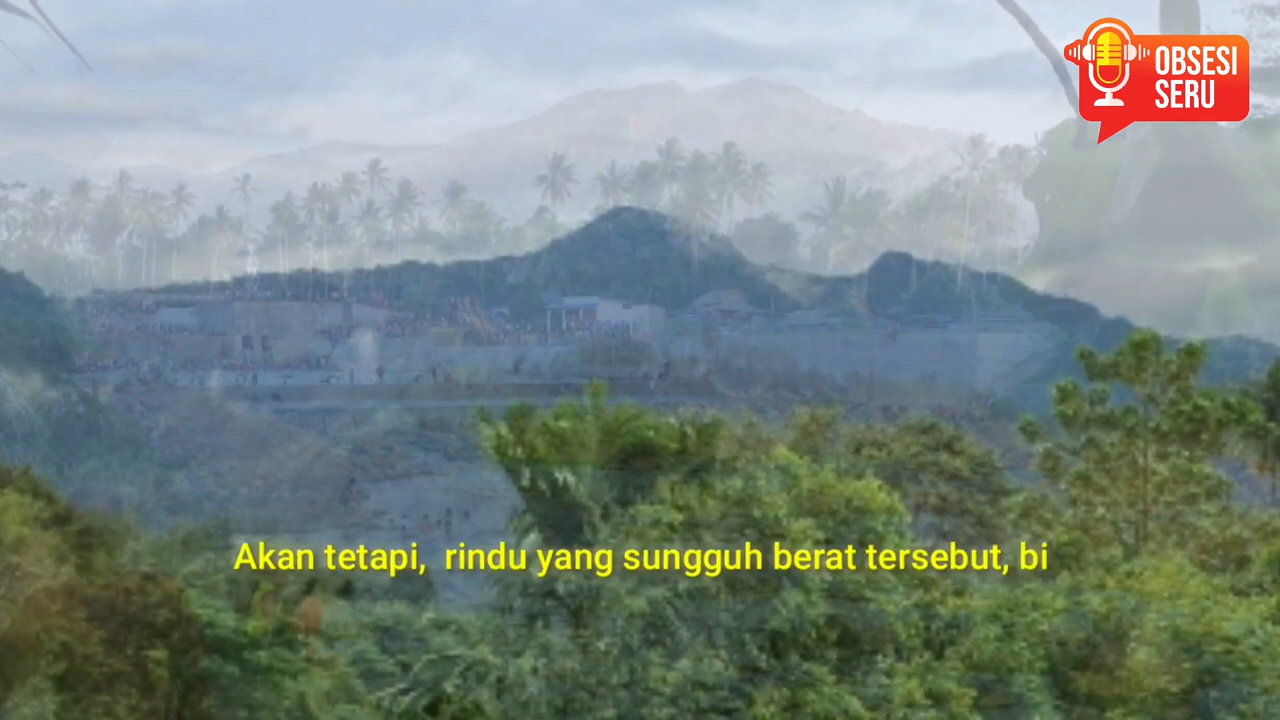 OBSESI
SERU
Akan tetapi,  rindu yang sungguh berat tersebut, bi